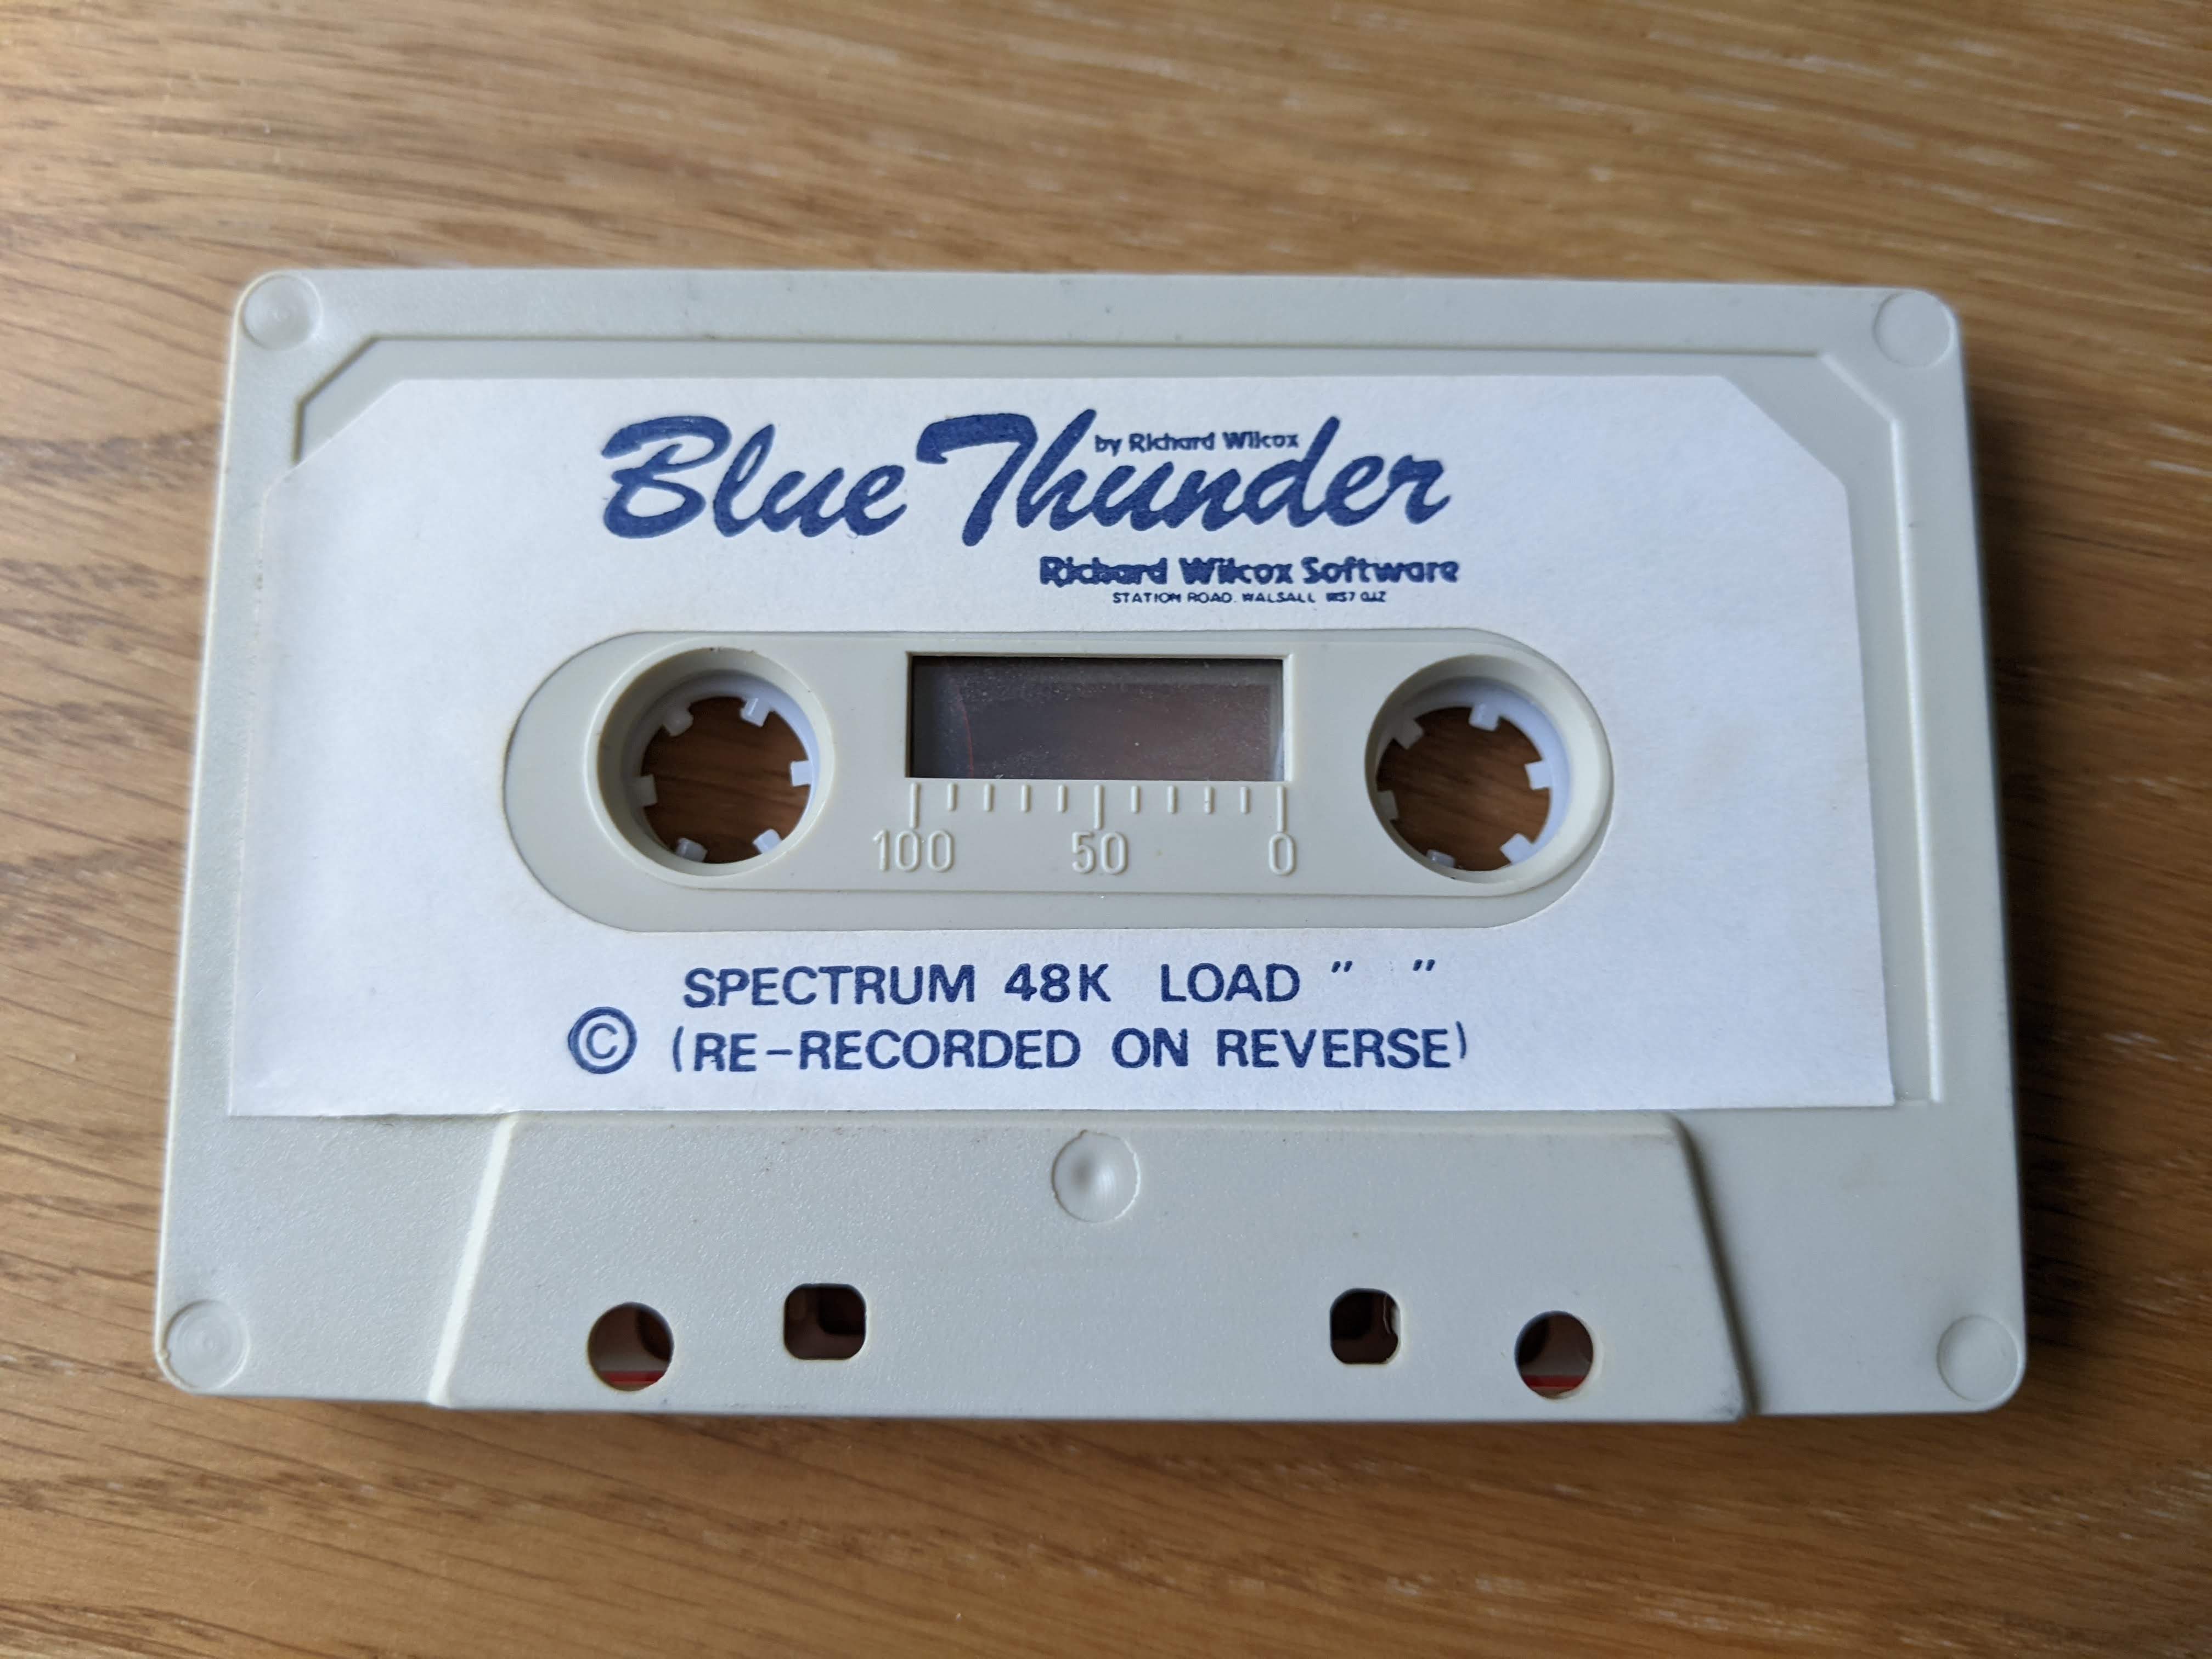 by Richard Wilcox
Blue Thunder
Richard Wilcox Software
STATION ROAD, WALSALL
100 50 0
SPECTRUM 48K LOAD " "
© (RE-RECORDED ON REVERSE)